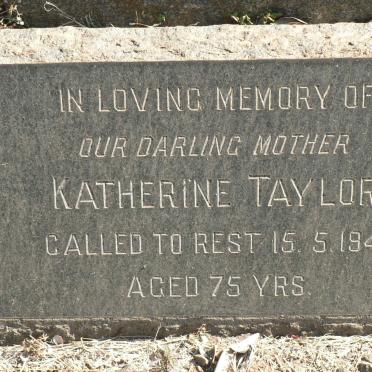 IN LOVING MEMORY OF
OUR DARLING MOTHER
KATHERINE TAYLOR
CALLED TO REST 15. 5. 194
AGED 75 YRS.